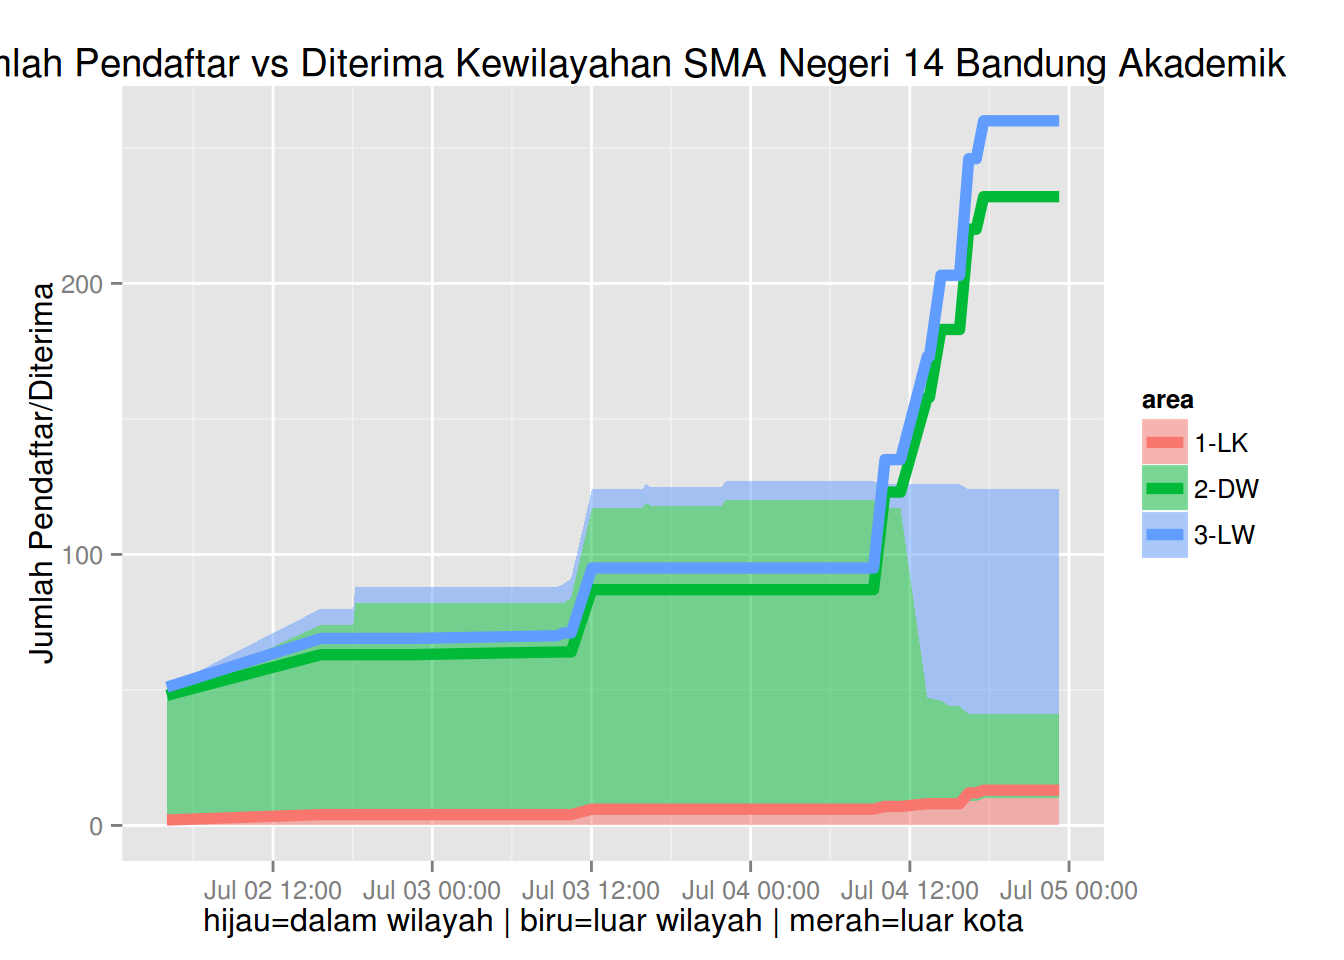 mlah Pendaftar vs Diterima Kewilayahan SMA Negeri 14 Bandung Akademik
Jumlah Pendaftar/Diterima
200
100
0
area
1-LK
2-DW
3-LW
Jul 02 12:00 Jul 03 00:00 Jul 03 12:00 Jul 04 00:00 Jul 04 12:00 Jul 05 00:00
hijau=dalam wilayah | biru=luar wilayah | merah=luar kota